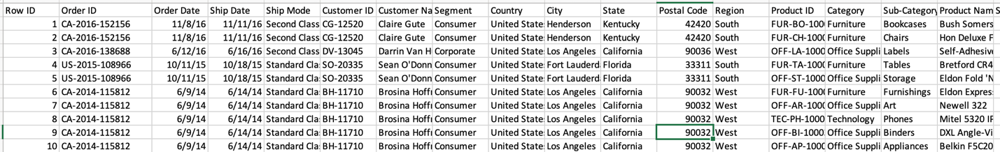 Row ID Order ID Order Date Ship Date Ship Mode Customer ID Customer Na Segment Country City State Postal Code Region Product ID Category Sub-Category Product Nam S
1 CA-2016-152156 11/8/16 11/11/16 Second Class CG-12520 Claire Gute Consumer United State Henderson Kentucky 42420 South FUR-BO-100 Furniture Bookcases Bush Somers
2 CA-2016-152156 11/8/16 11/11/16 Second Class CG-12520 Claire Gute Consumer United State Henderson Kentucky 42420 South FUR-CH-100 Furniture Chairs Hon Deluxe F
3 CA-2016-138688 6/12/16 6/16/16 Second Class DV-13045 Darrin Van H Corporate United State Los Angeles California 90036 West OFF-LA-1000 Office Suppli Labels Self-Adhesive
4 US-2015-108966 10/11/15 10/18/15 Standard Cla SO-20335 Sean O'Donn Consumer United State Fort Lauderd Florida 33311 South FUR-TA-1000 Furniture Tables Bretford CR4
5 US-2015-108966 10/11/15 10/18/15 Standard Cla SO-20335 Sean O'Donn Consumer United State Fort Lauderd Florida 33311 South OFF-ST-1000 Office Suppli Storage Eldon Fold 'N
6 CA-2014-115812 6/9/14 6/14/14 Standard Cla BH-11710 Brosina Hoff Consumer United State Los Angeles California 90032 West FUR-FU-1000 Furniture Furnishings Eldon Expres
7 CA-2014-115812 6/9/14 6/14/14 Standard Cla BH-11710 Brosina Hoff Consumer United State Los Angeles California 90032 West OFF-AR-1000 Office Suppli Art Newell 322
8 CA-2014-115812 6/9/14 6/14/14 Standard Cla BH-11710 Brosina Hoff Consumer United State Los Angeles California 90032 West TEC-PH-1000 Technology Phones Mitel 5320 IP
9 CA-2014-115812 6/9/14 6/14/14 Standard Cla BH-11710 Brosina Hoff Consumer United State Los Angeles California 90032 West OFF-BI-1000 Office Suppli Binders DXL Angle-Vi
10 CA-2014-115812 6/9/14 6/14/14 Standard Cla BH-11710 Brosina Hoff Consumer United State Los Angeles California 90032 West OFF-AP-1000 Office Suppli Appliances Belkin F5C20